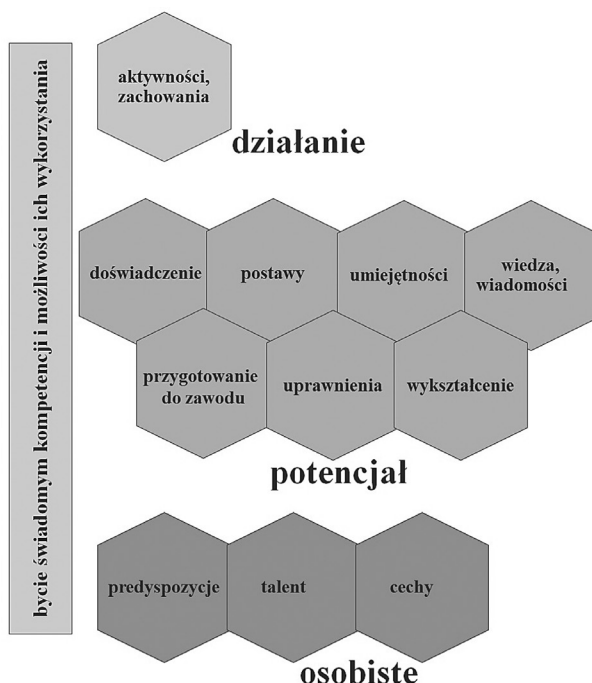 bycie świadomym kompetencji i możliwości ich wykorzystania
aktywności,
zachowania
działanie
doświadczenie
postawy
umiejętności
wiedza,
wiadomości
przygotowanie
do zawodu
uprawnienia
wykształcenie
potencjał
predyspozycje
talent
cechy
osobiste